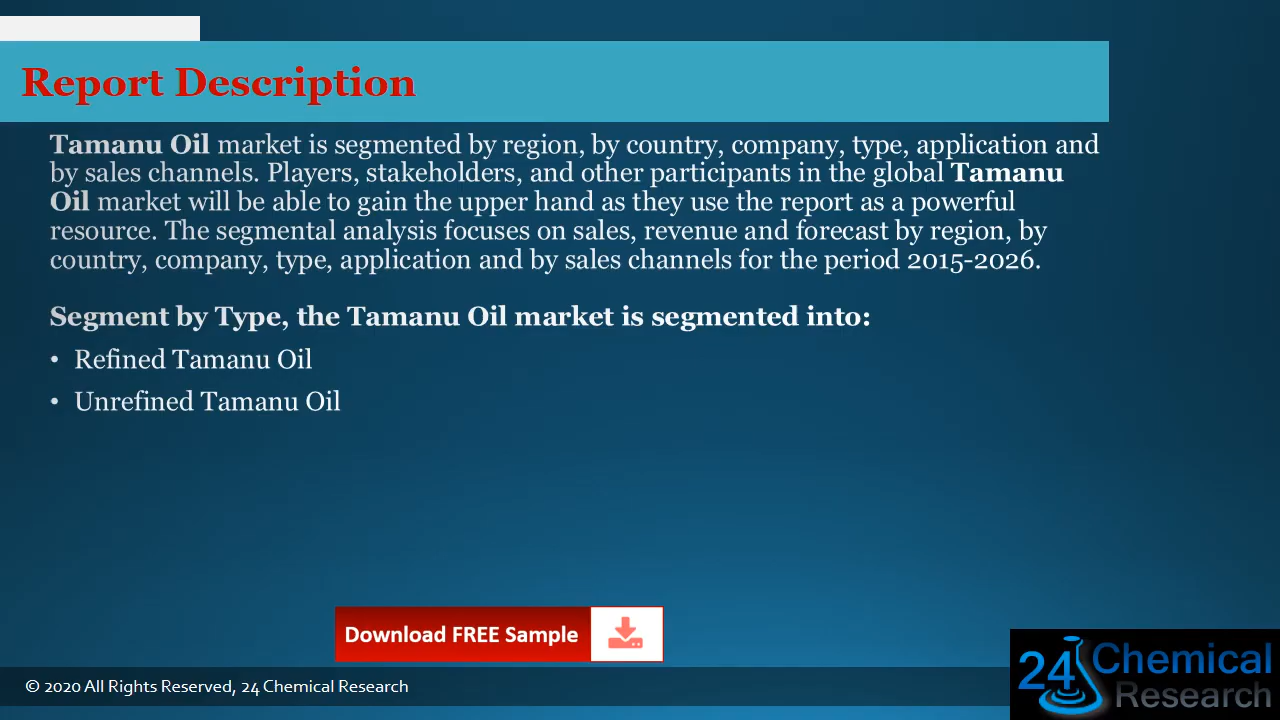 Report Description
Tamanu Oil market is segmented by region, by country, company, type, application and
by sales channels. Players, stakeholders, and other participants in the global Tamanu
Oil market will be able to gain the upper hand as they use the report as a powerful
resource. The segmental analysis focuses on sales, revenue and forecast by region, by
country, company, type, application and by sales channels for the period 2015-2026.
Segment by Type, the Tamanu Oil market is segmented into:
• Refined Tamanu Oil
• Unrefined Tamanu Oil
Download FREE Sample
© 2020 All Rights Reserved, 24 Chemical Research
24 Chemical
Research